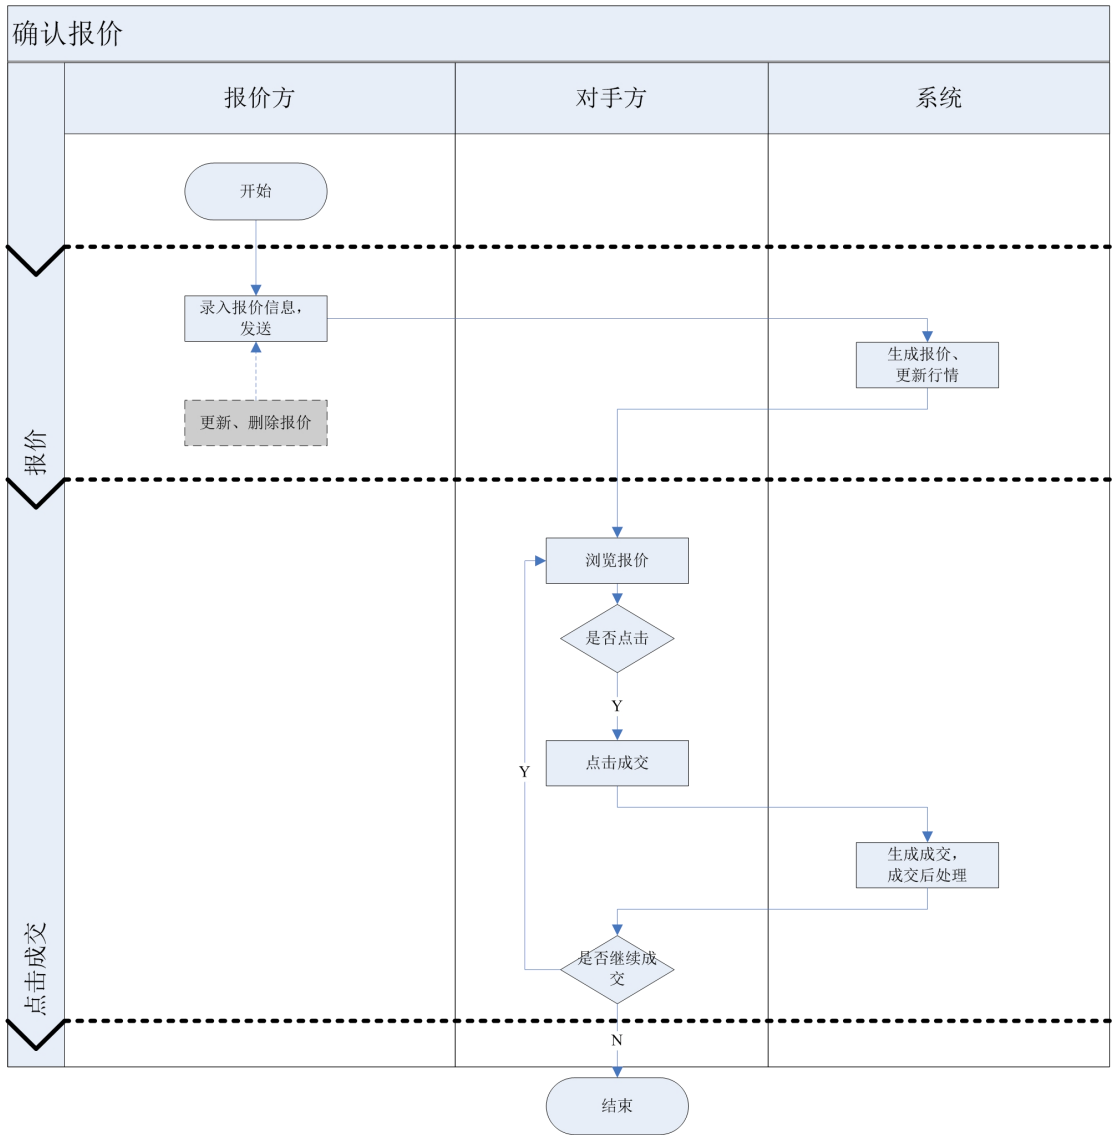 确认报价
报价方
对手方
系统
开始
录入报价信息，
发送
生成报价、
更新行情
更新、删除报价
报价
浏览报价
是否点击
Y
点击成交
Y
生成成交，
成交后处理
是否继续成
交
点击成交
N
结束